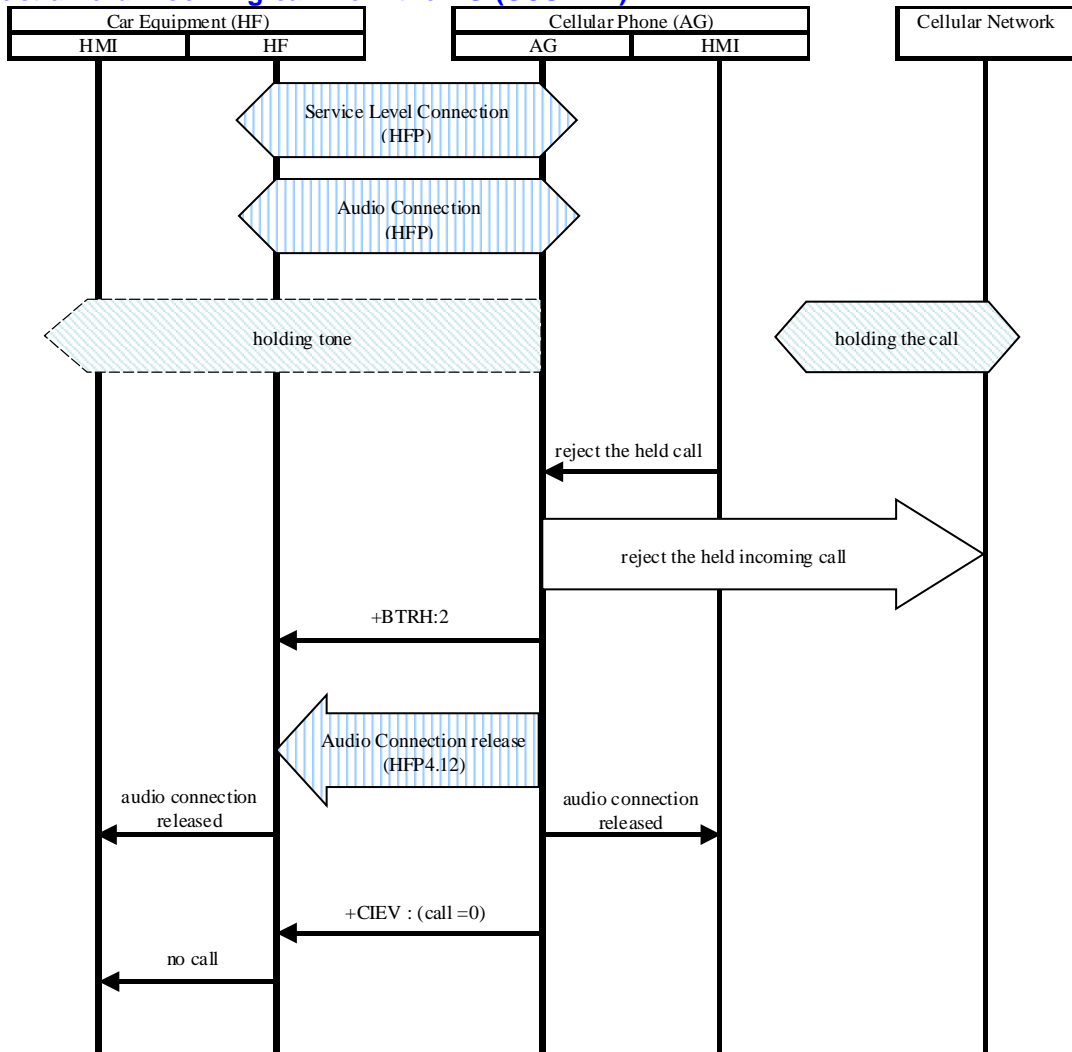 Car Equipment (HF)
Cellular Phone (AG)
Cellular Network
HMI
HF
AG
HMI
Service Level Connection
(HFP)
Audio Connection
(HFP)
holding tone
holding the call
reject the held call
reject the held incoming call
+BTRH:2
Audio Connection release
(HFP4.12)
audio connection
released
audio connection
released
+CIEV : (call =0)
no call